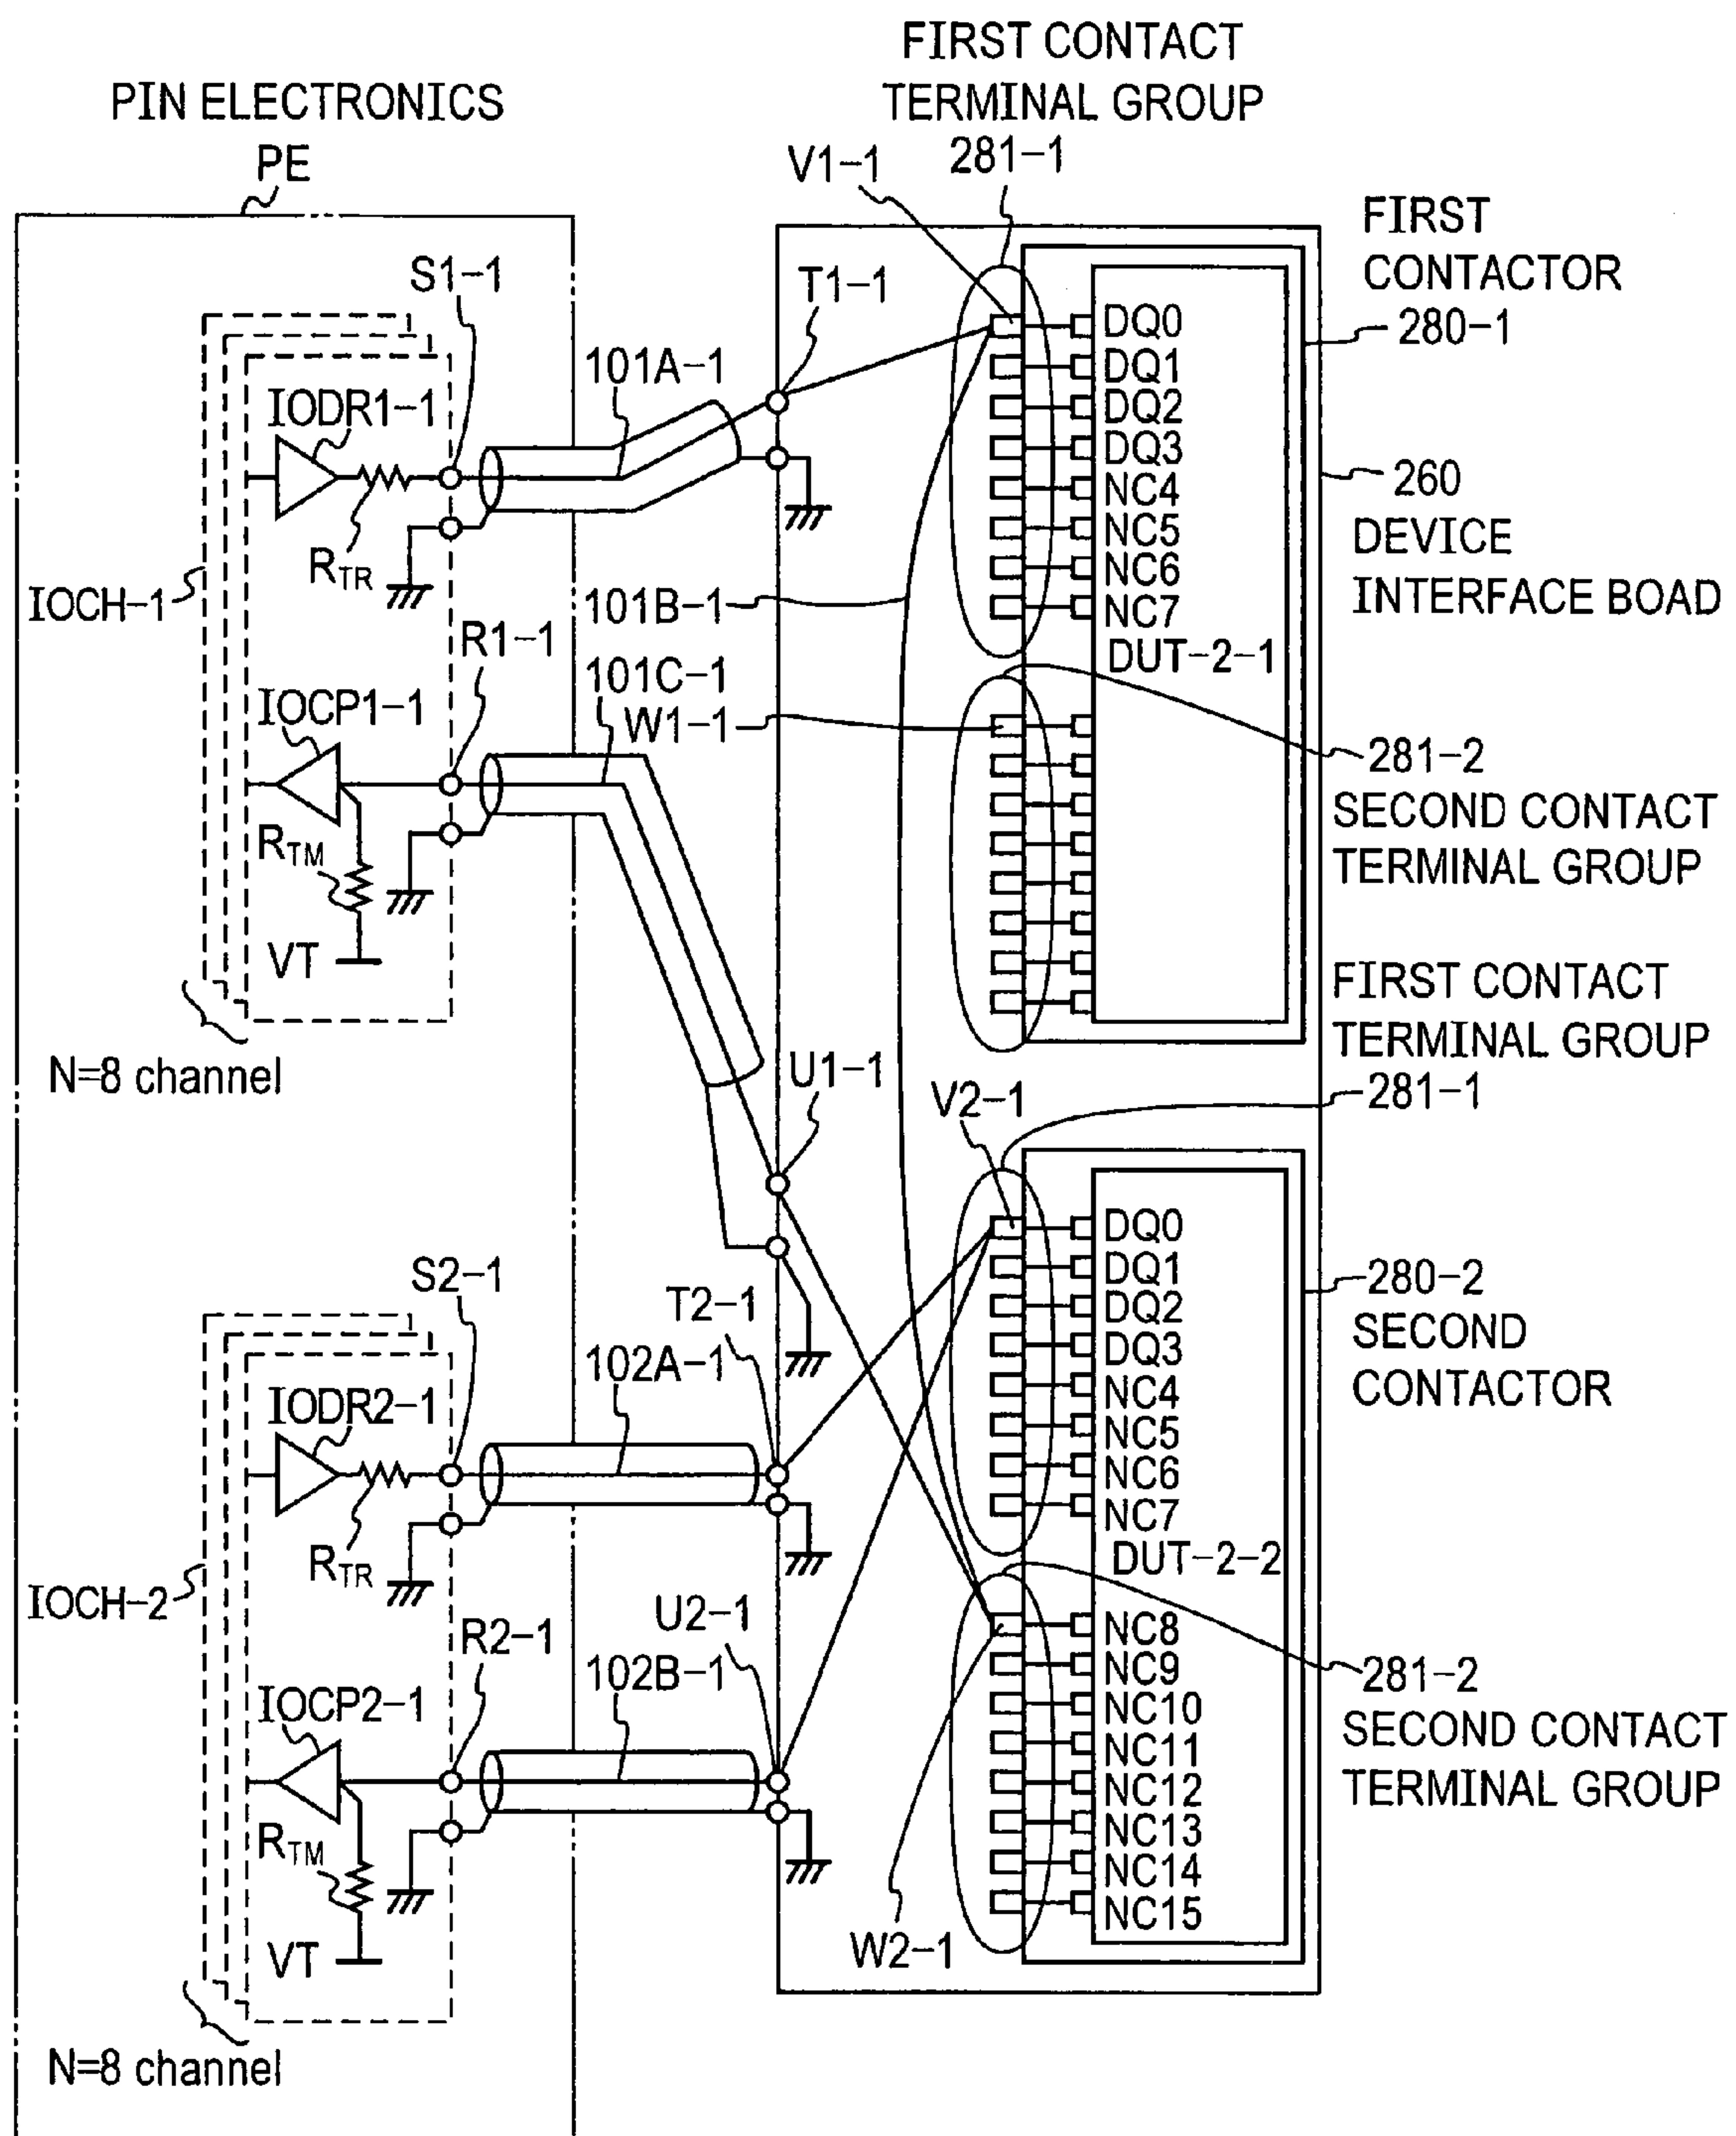 FIRST CONTACT
TERMINAL GROUP
281-1
PIN ELECTRONICS
PE
V1-1
FIRST
CONTACTOR
280-1
S1-1
T1-1
101A-1
IODR1-1
RTR
IOCH-1
DQ0
DQ1
DQ2
DQ3
NC4
NC5
NC6
NC7
DUT-2-1
260
DEVICE
INTERFACE BOAD
101B-1
R1-1
101C-1
W1-1
IOCP1-1
RTM
VT
N=8 channel
281-2
SECOND CONTACT
TERMINAL GROUP
FIRST CONTACT
TERMINAL GROUP
281-1
U1-1
V2-1
S2-1
T2-1
102A-1
IODR2-1
RTR
IOCH-2
DQ0
DQ1
DQ2
DQ3
NC4
NC5
NC6
NC7
DUT-2-2
280-2
SECOND
CONTACTOR
R2-1
U2-1
102B-1
IOCP2-1
RTM
VT
N=8 channel
NC8
NC9
NC10
NC11
NC12
NC13
NC14
NC15
281-2
SECOND CONTACT
TERMINAL GROUP
W2-1